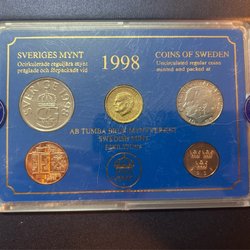 SVERIGES MYNT
Ocirkulerade reguljära mynt
präglade och förpackade vid
1998
COINS OF SWEDEN
Uncirculated regular coins
minted and packed at
AB TUMBA BRUK MYNTVERKET
SWEDISH MINT
ESKILSTUNA